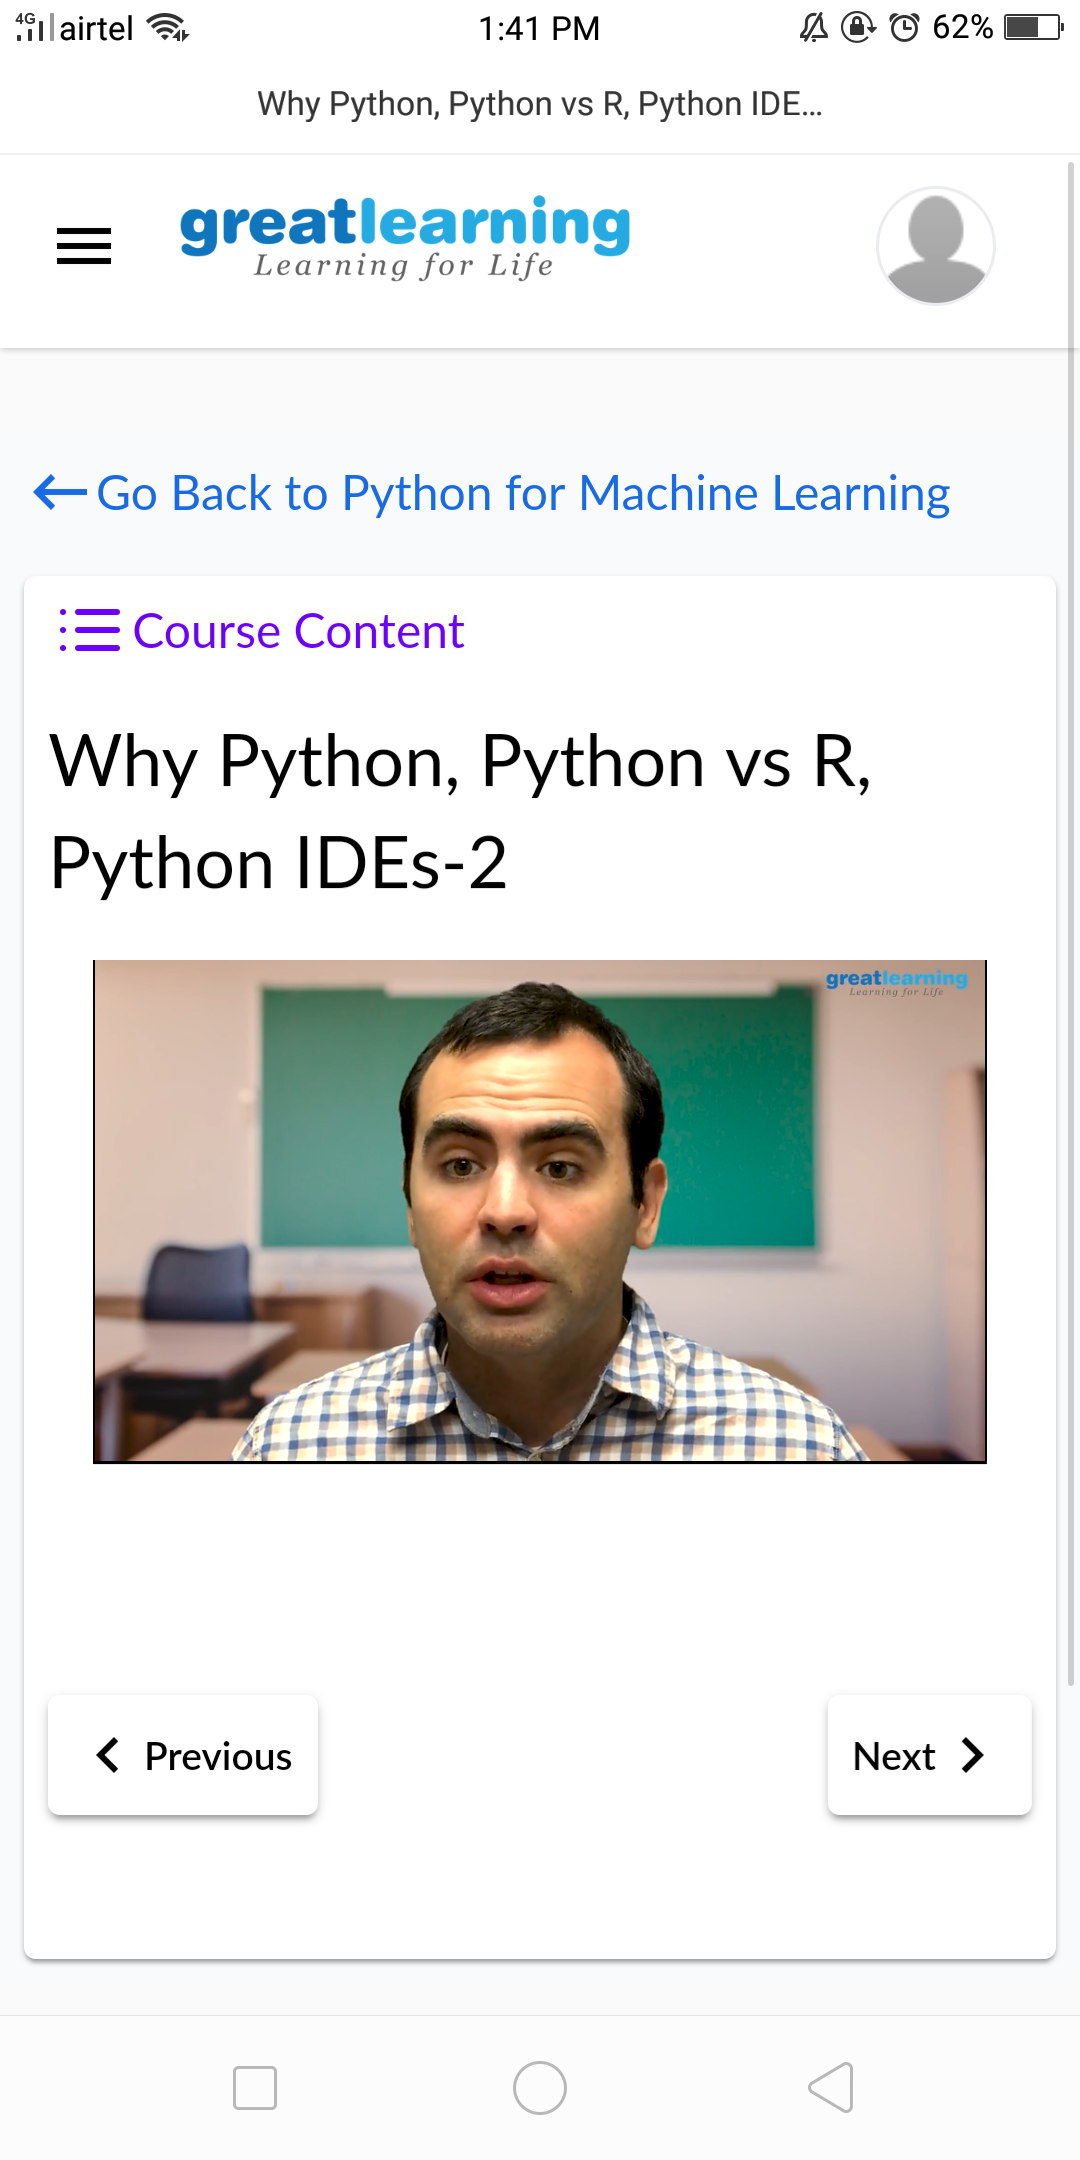 4G airtel 1:41 PM 62%
Why Python, Python vs R, Python IDE...
greatlearning
Learning for Life
Go Back to Python for Machine Learning
Course Content
Why Python, Python vs R,
Python IDEs-2
greatlearning
Learning for Life
Previous
Next